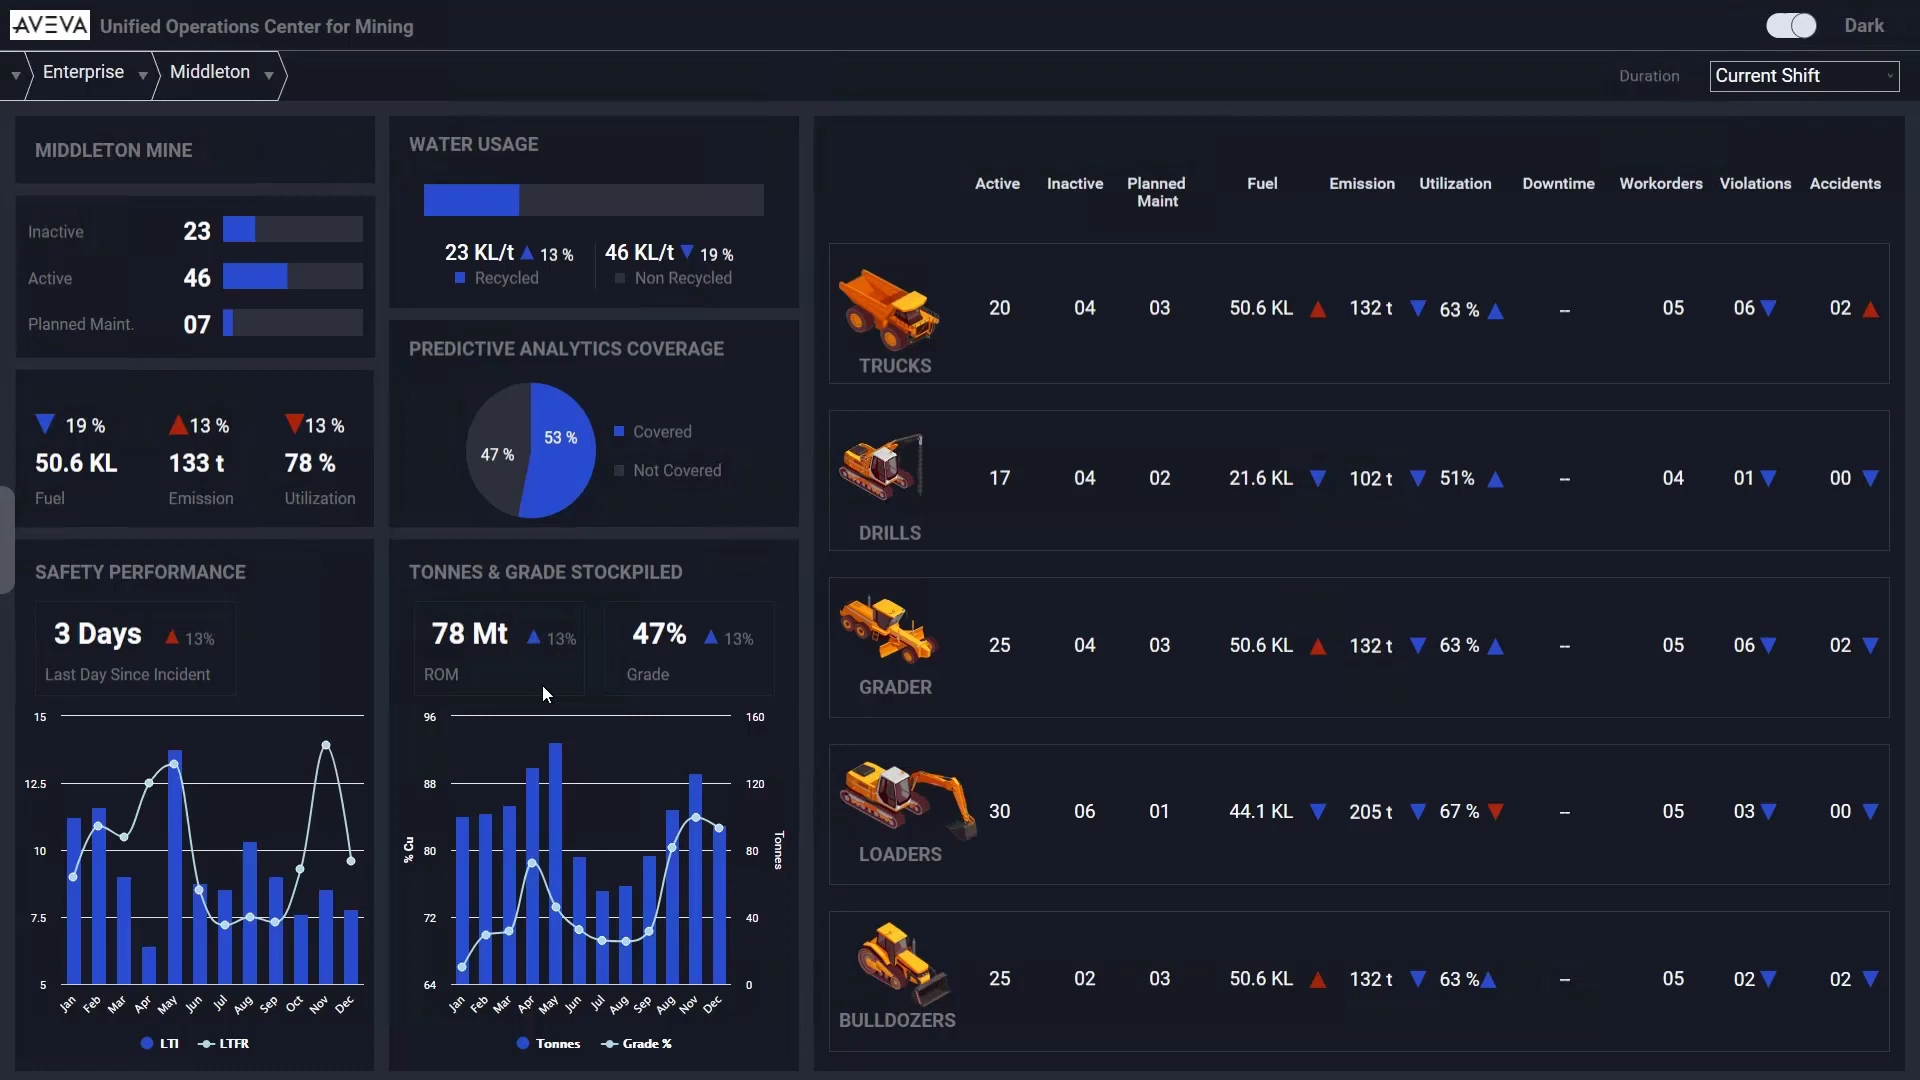 AVEVA Unified Operations Center for Mining
Dark
Enterprise
Middleton
Duration
Current Shift
MIDDLETON MINE
Inactive 23
Active 46
Planned Maint. 07
19 % 13 % 13 %
50.6 KL 133 t 78 %
Fuel Emission Utilization
SAFETY PERFORMANCE
3 Days 13%
Last Day Since Incident
15
12.5
10
7.5
5
Jan Feb Mar Apr May Jun Jul Aug Sep Oct Nov Dec
LTI LTFR
WATER USAGE
23 KL/t 13 % 46 KL/t 19 %
Recycled Non Recycled
PREDICTIVE ANALYTICS COVERAGE
47 % 53 %
Covered
Not Covered
TONNES & GRADE STOCKPILED
78 Mt 13% 47% 13%
ROM Grade
96 160
88 120
80 80
72 40
64 0
% Cu
Tonnes
Jan Feb Mar Apr May Jun Jul Aug Sep Aug Nov Dec
Tonnes Grade %
Active Inactive Planned Fuel Emission Utilization Downtime Workorders Violations Accidents
Maint
20 04 03 50.6 KL 132 t 63 % -- 05 06 02
TRUCKS
17 04 02 21.6 KL 102 t 51% -- 04 01 00
DRILLS
25 04 03 50.6 KL 132 t 63 % -- 05 06 02
GRADER
30 06 01 44.1 KL 205 t 67 % -- 05 03 00
LOADERS
25 02 03 50.6 KL 132 t 63 % -- 05 02 02
BULLDOZERS